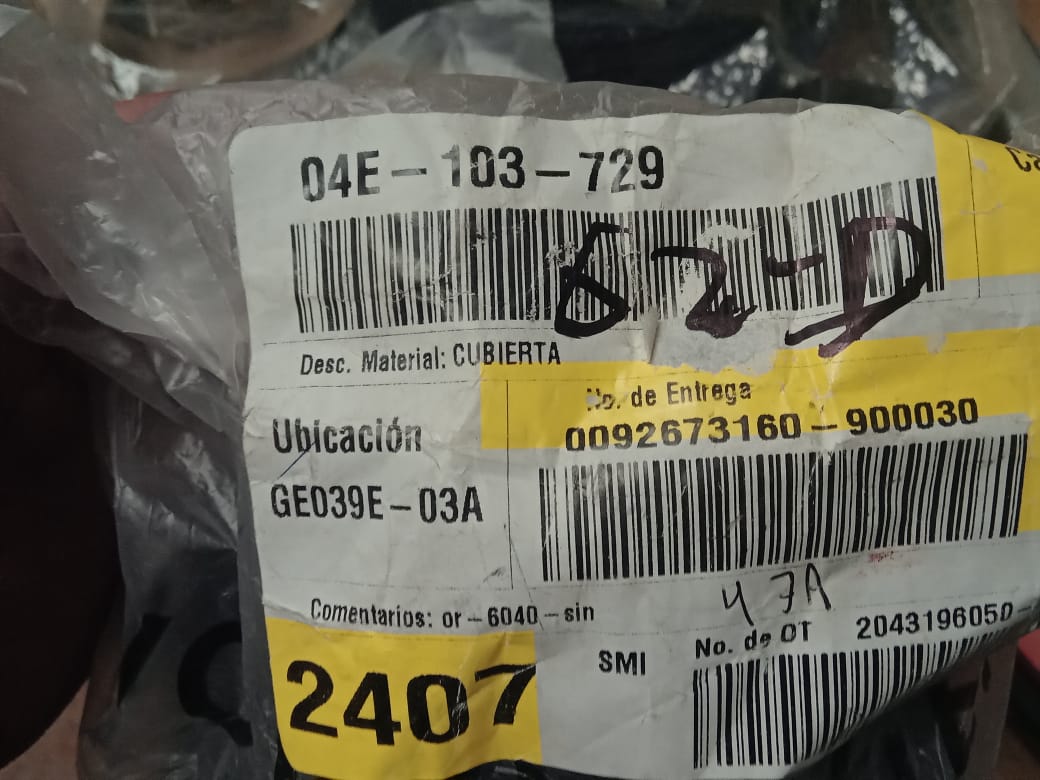 04E-103-729
Desc. Material: CUBIERTA
No. de Entrega
0092673160-900030
Ubicación
GE039E-03A
47A
Comentarios: or-6040-sin
SMI
No. de OT
2043196050-
2407